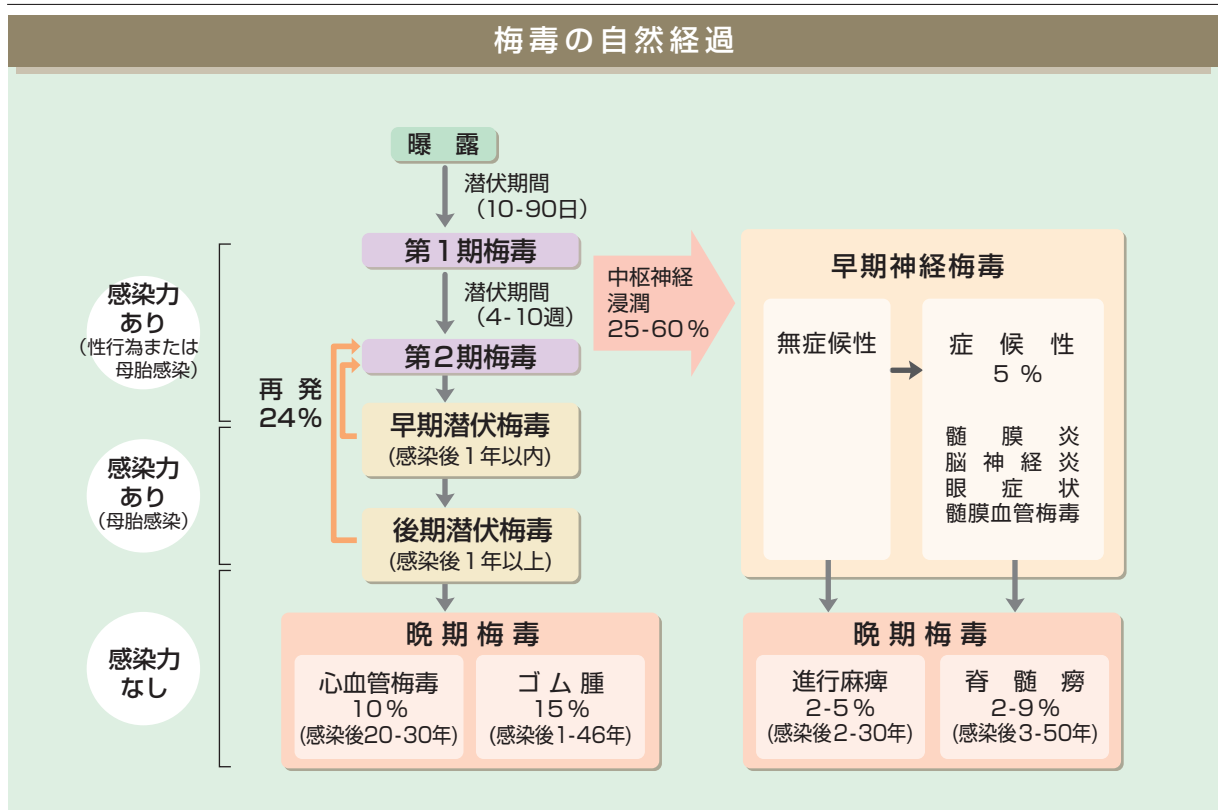 梅毒の自然経過
曝露
潜伏期間
（10-90日）
第1期梅毒
潜伏期間
（4-10週）
第2期梅毒
再発
24%
早期潜伏梅毒
(感染後1年以内)
後期潜伏梅毒
(感染後1年以上)
感染力
あり
（性行為または
母胎感染）
感染力
あり
（母胎感染）
感染力
なし
中枢神経
浸潤
25-60%
早期神経梅毒
無症候性
症候性
5%
髄膜炎
脳神経炎
眼症状
髄膜血管梅毒
晩期梅毒
心血管梅毒
10%
(感染後20-30年)
ゴム腫
15%
(感染後1-46年)
晩期梅毒
進行麻痺
2-5%
(感染後2-30年)
脊髄癆
2-9%
(感染後3-50年)